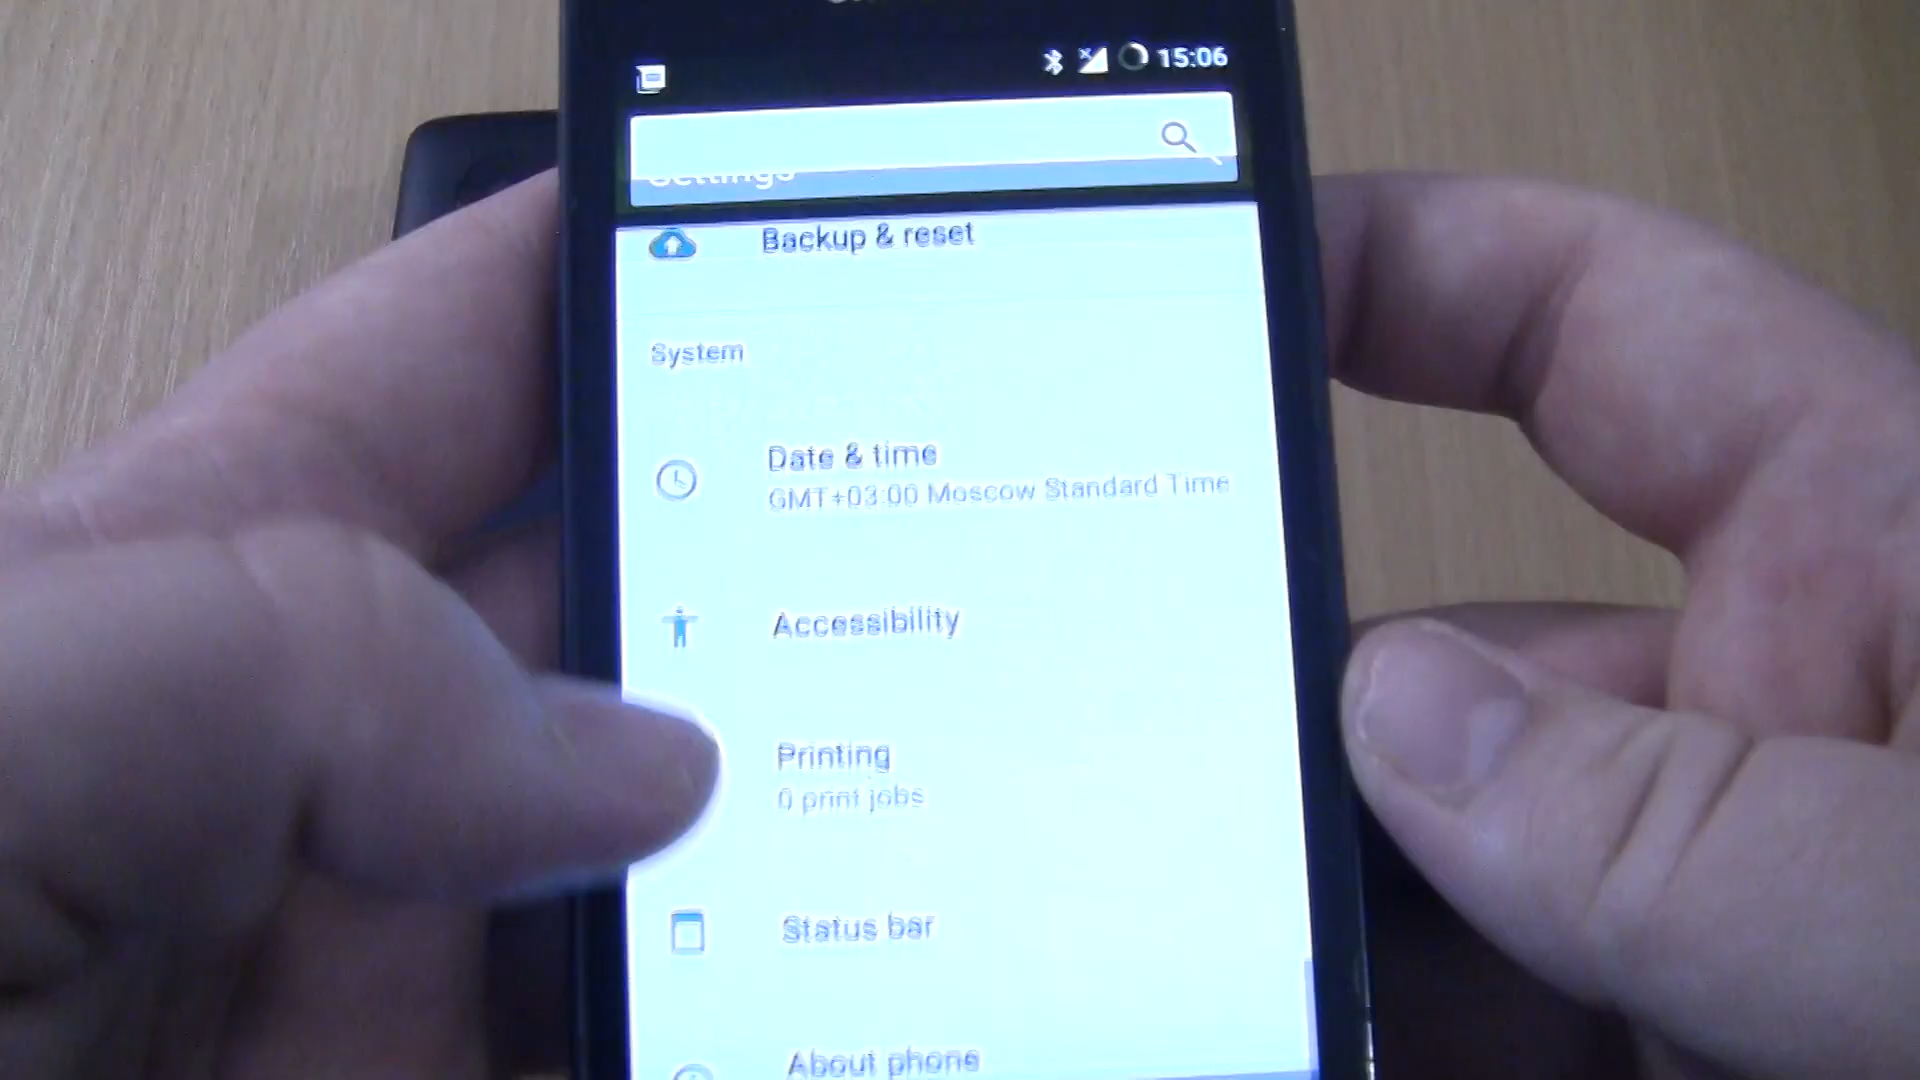 15:06
Settings
Backup & reset
System
Date & time
GMT+03:00 Moscow Standard Time
Accessibility
Printing
0 print jobs
Status bar
About phone